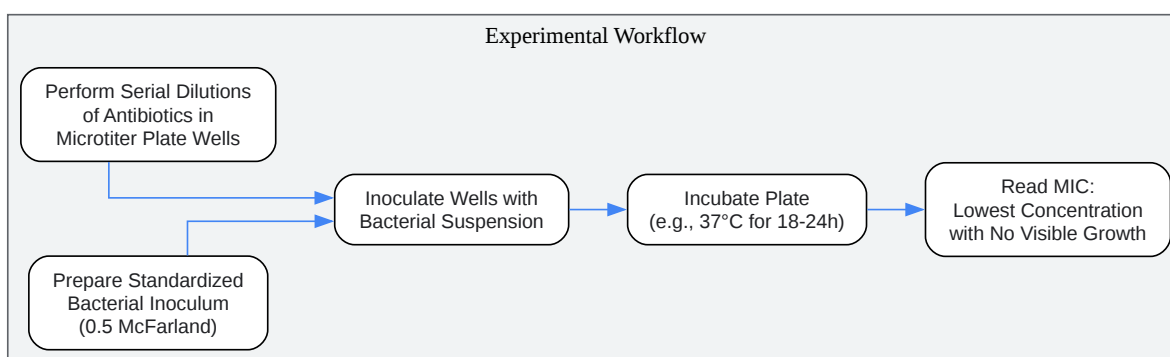 Experimental Workflow
Perform Serial Dilutions
of Antibiotics in
Microtiter Plate Wells
Prepare Standardized
Bacterial Inoculum
(0.5 McFarland)
Inoculate Wells with
Bacterial Suspension
Incubate Plate
(e.g., 37°C for 18-24h)
Read MIC:
Lowest Concentration
with No Visible Growth